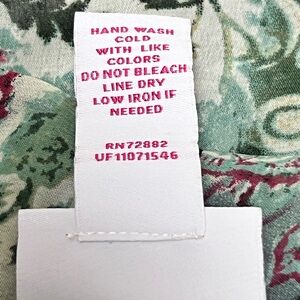 HAND WASH
COLD
WITH LIKE
COLORS
DO NOT BLEACH
LINE DRY
LOW IRON IF
NEEDED
RN72882
UF11071546